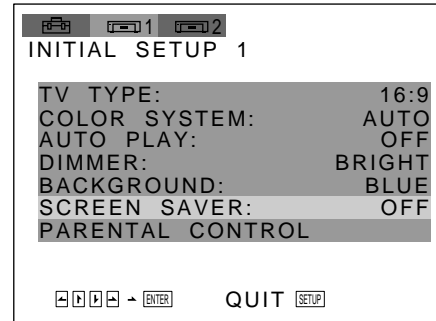 1 2
INITIAL SETUP 1
TV TYPE: 16:9
COLOR SYSTEM: AUTO
AUTO PLAY: OFF
DIMMER: BRIGHT
BACKGROUND: BLUE
SCREEN SAVER: OFF
PARENTAL CONTROL
ENTER QUIT SETUP